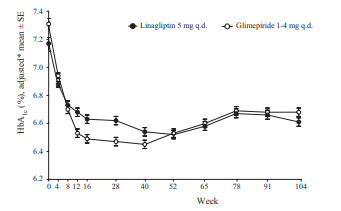 Linagliptin 5 mg q.d. Glimepiride 1-4 mg q.d.
HbA1c (%), adjusted* mean ± SE
7.4
7.2
7.0
6.8
6.6
6.4
6.2
0 4 8 12 16 28 40 52 65 78 91 104
Week